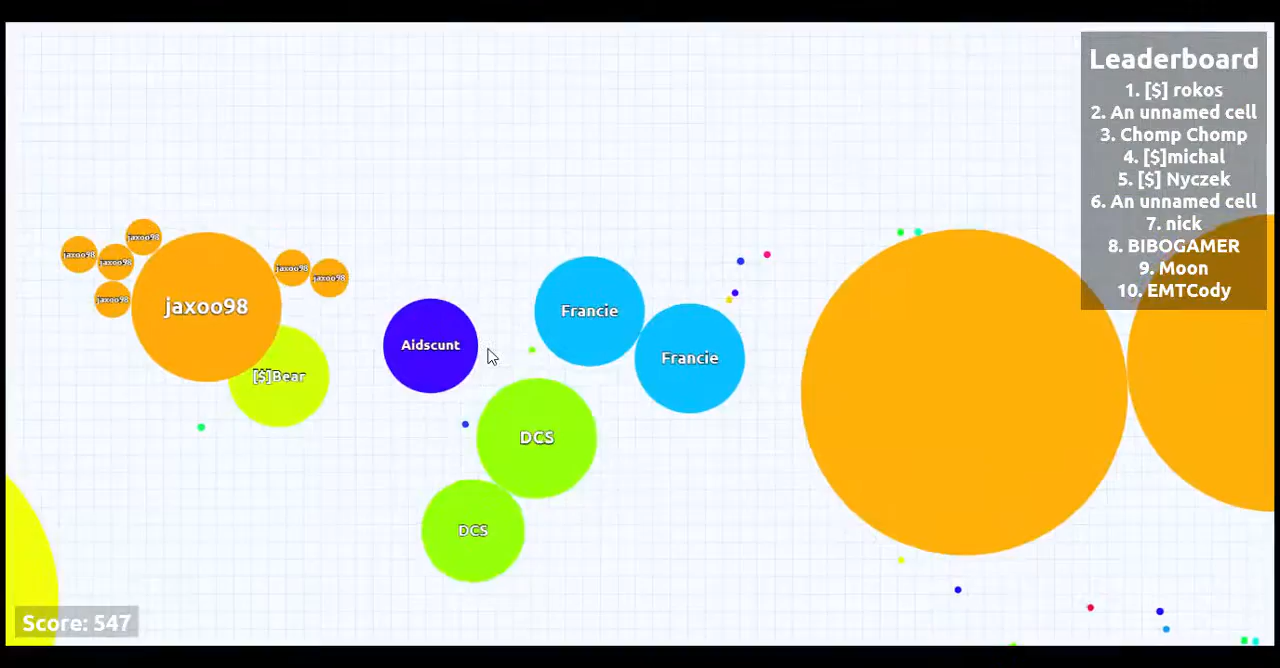 Leaderboard
1. [$] rokos
2. An unnamed cell
3. Chomp Chomp
4. [$]michal
5. [$] Nyczek
6. An unnamed cell
7. nick
8. BIBOGAMER
9. Moon
10. EMTCody
jaxoo98
jaxoo98
jaxoo98
jaxoo98
jaxoo98
jaxoo98
jaxoo98
[$]Bear
Aidscunt
Francie
Francie
DCS
DCS
Score: 547